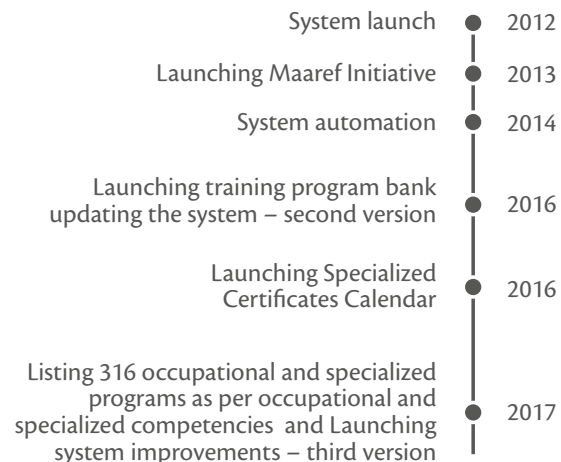 System launch 2012
Launching Maaref Initiative 2013
System automation 2014
Launching training program bank
updating the system – second version 2016
Launching Specialized
Certificates Calendar 2016
Listing 316 occupational and specialized
programs as per occupational and
specialized competencies and Launching
system improvements – third version 2017